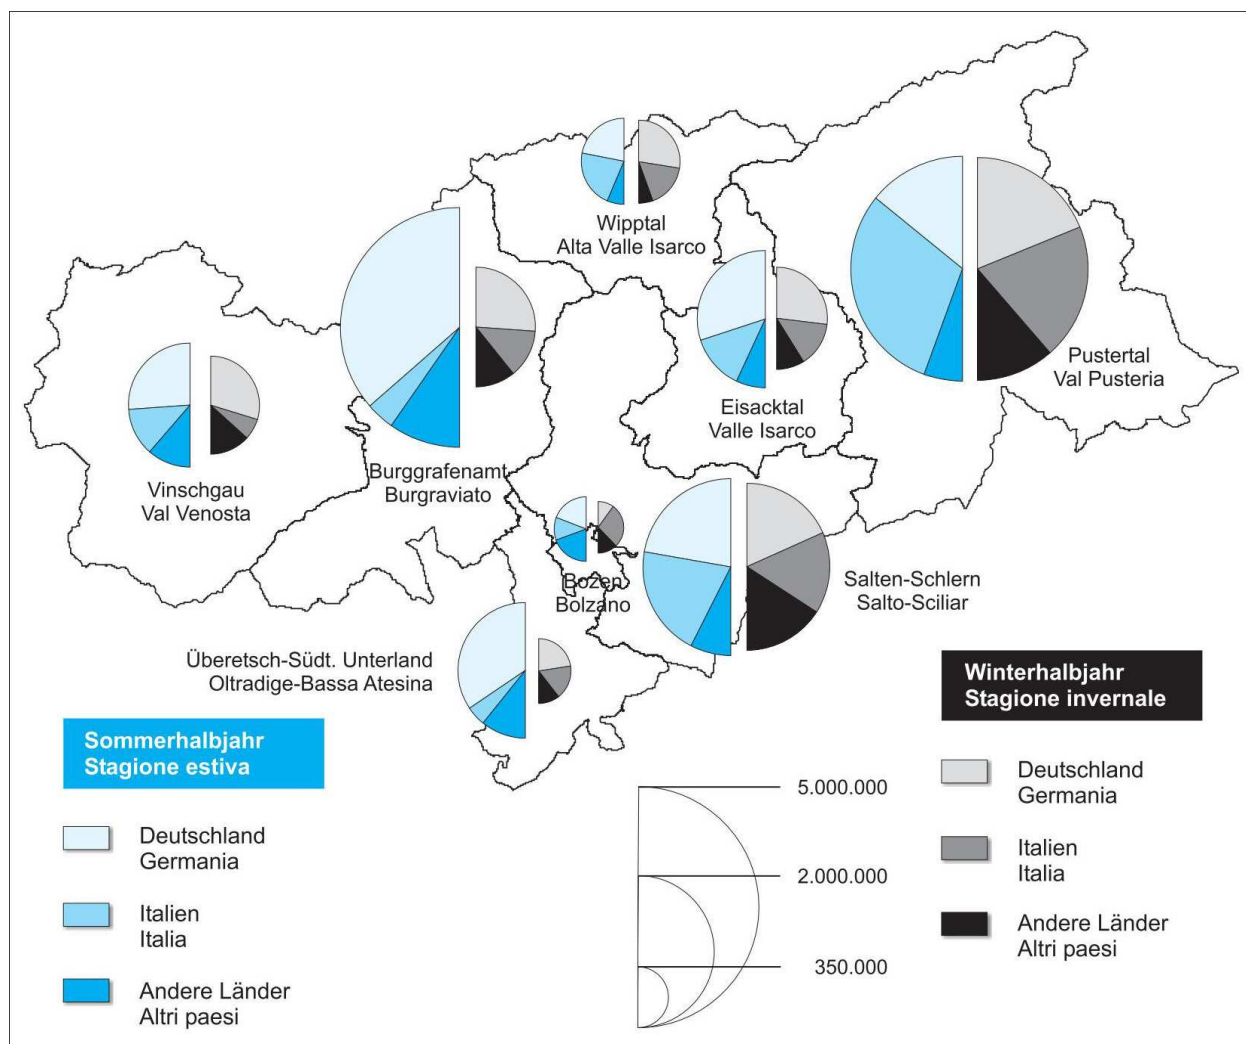 Wipptal
Alta Valle Isarco
Pustertal
Val Pusteria
Eisacktal
Valle Isarco
Vinschgau
Val Venosta
Burggrafenamt
Burgraviato
Bozen
Bolzano
Salten-Schlern
Salto-Sciliar
Überetsch-Südt. Unterland
Oltradige-Bassa Atesina
Sommerhalbjahr
Stagione estiva
Deutschland
Germania
Italien
Italia
Andere Länder
Altri paesi
5.000.000
2.000.000
350.000
Winterhalbjahr
Stagione invernale
Deutschland
Germania
Italien
Italia
Andere Länder
Altri paesi